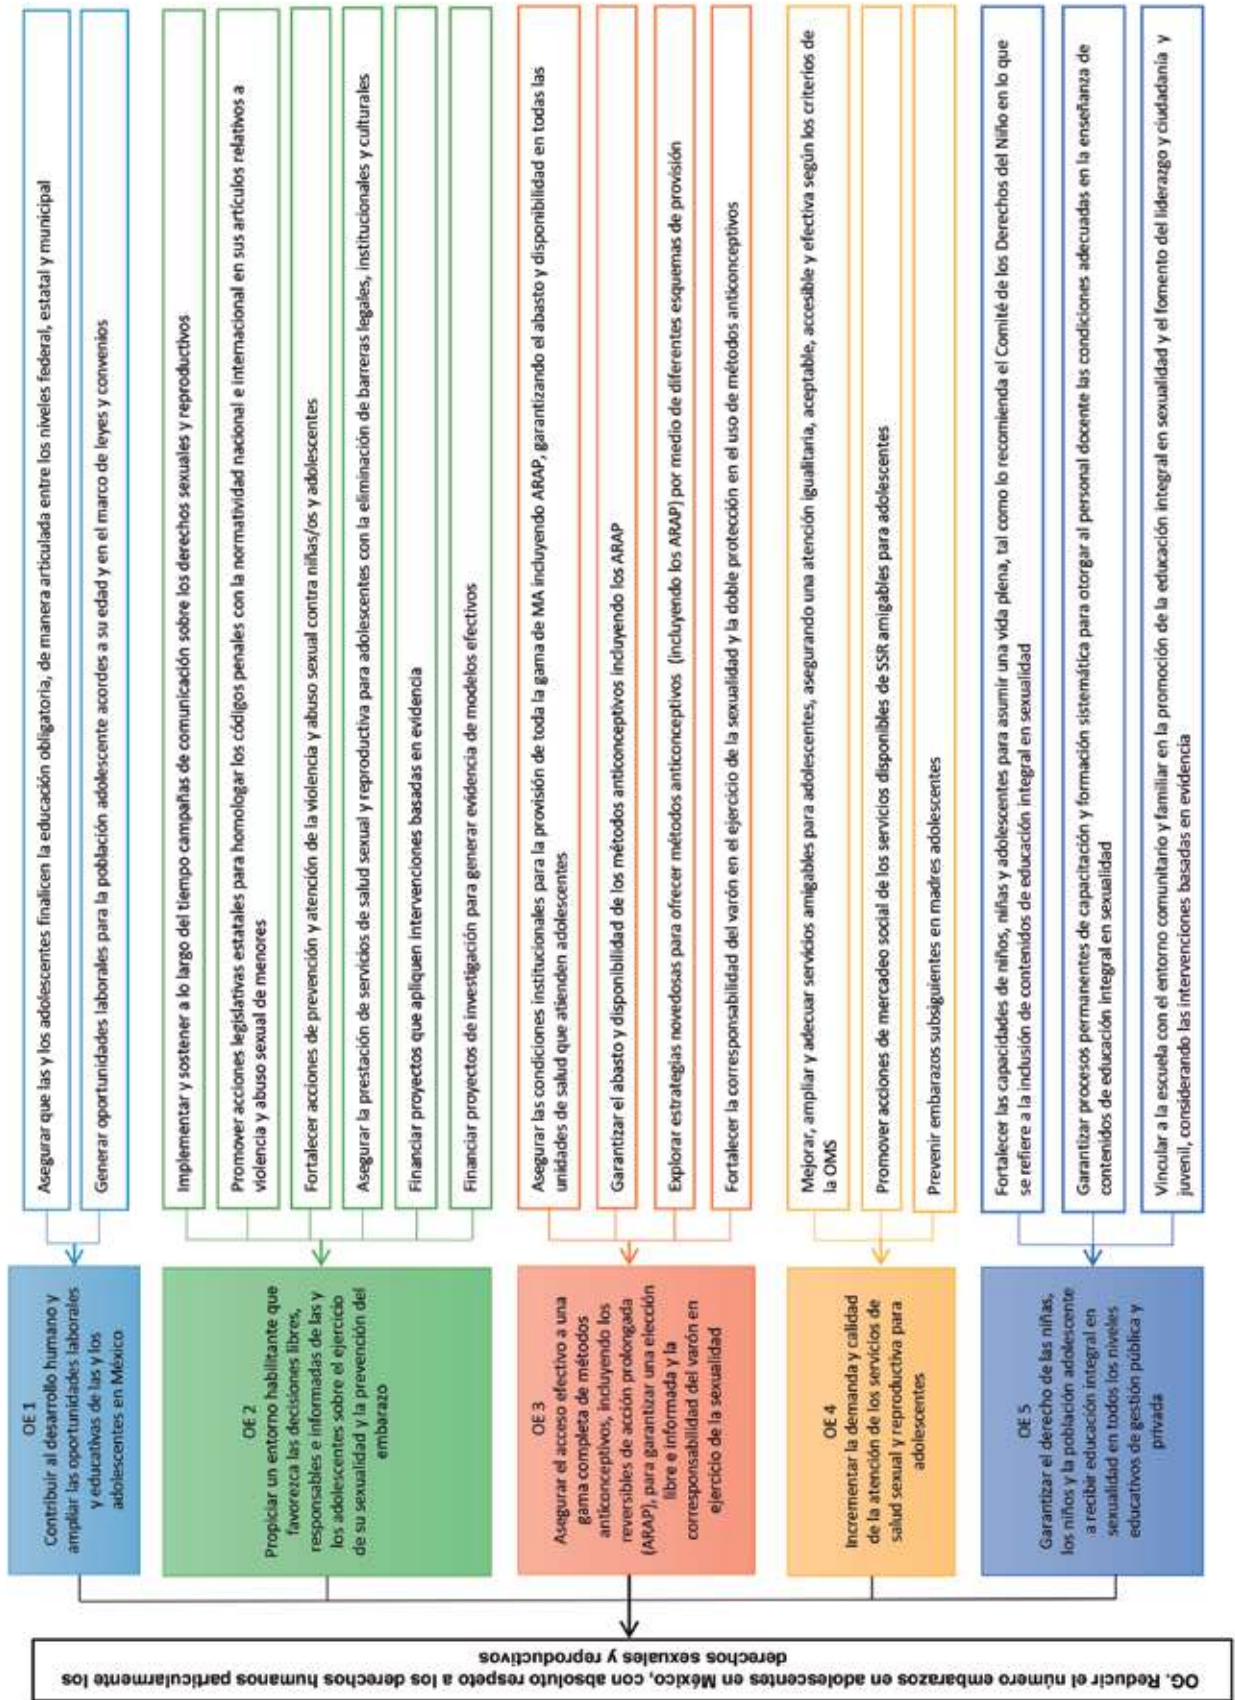 OG. Reducir el número embarazos en adolescentes en México, con absoluto respeto a los derechos humanos particularmente los
derechos sexuales y reproductivos
OE 1
Contribuir al desarrollo humano y
ampliar las oportunidades laborales
y educativas de las y los
adolescentes en México
Asegurar que las y los adolescentes finalicen la educación obligatoria, de manera articulada entre los niveles federal, estatal y municipal
Generar oportunidades laborales para la población adolescente acordes a su edad y en el marco de leyes y convenios
OE 2
Propiciar un entorno habilitante que
favorezca las decisiones libres,
responsables e informadas de las y
los adolescentes sobre el ejercicio
de su sexualidad y la prevención del
embarazo
Implementar y sostener a lo largo del tiempo campañas de comunicación sobre los derechos sexuales y reproductivos
Promover acciones legislativas estatales para homologar los códigos penales con la normatividad nacional e internacional en sus artículos relativos a
violencia y abuso sexual de menores
Fortalecer acciones de prevención y atención de la violencia y abuso sexual contra niñas/os y adolescentes
Asegurar la prestación de servicios de salud sexual y reproductiva para adolescentes con la eliminación de barreras legales, institucionales y culturales
Financiar proyectos que apliquen intervenciones basadas en evidencia
Financiar proyectos de investigación para generar evidencia de modelos efectivos
OE 3
Asegurar el acceso efectivo a una
gama completa de métodos
anticonceptivos, incluyendo los
reversibles de acción prolongada
(ARAP), para garantizar una elección
libre e informada y la
corresponsabilidad del varón en el
ejercicio de la sexualidad
Asegurar las condiciones institucionales para la provisión de toda la gama de MA incluyendo ARAP, garantizando el abasto y disponibilidad en todas las
unidades de salud que atienden adolescentes
Garantizar el abasto y disponibilidad de los métodos anticonceptivos incluyendo los ARAP
Explorar estrategias novedosas para ofrecer métodos anticonceptivos (incluyendo los ARAP) por medio de diferentes esquemas de provisión
Fortalecer la corresponsabilidad del varón en el ejercicio de la sexualidad y la doble protección en el uso de métodos anticonceptivos
OE 4
Incrementar la demanda y calidad
de la atención de los servicios de
salud sexual y reproductiva para
adolescentes
Mejorar, ampliar y adecuar servicios amigables para adolescentes, asegurando una atención igualitaria, aceptable, accesible y efectiva según los criterios de
la OMS
Promover acciones de mercadeo social de los servicios disponibles de SSR amigables para adolescentes
Prevenir embarazos subsiguientes en madres adolescentes
OE 5
Garantizar el derecho de las niñas,
los niños y la población adolescente
a recibir educación integral en
sexualidad en todos los niveles
educativos de gestión pública y
privada
Fortalecer las capacidades de niños, niñas y adolescentes para asumir una vida plena, tal como lo recomienda el Comité de los Derechos del Niño en lo que
se refiere a la inclusión de contenidos de educación integral en sexualidad
Garantizar procesos permanentes de capacitación y formación sistemática para otorgar al personal docente las condiciones adecuadas en la enseñanza de
contenidos de educación integral en sexualidad
Vincular a la escuela con el entorno comunitario y familiar en la promoción de la educación integral en sexualidad y el fomento del liderazgo y ciudadanía y
juvenil, considerando las intervenciones basadas en evidencia